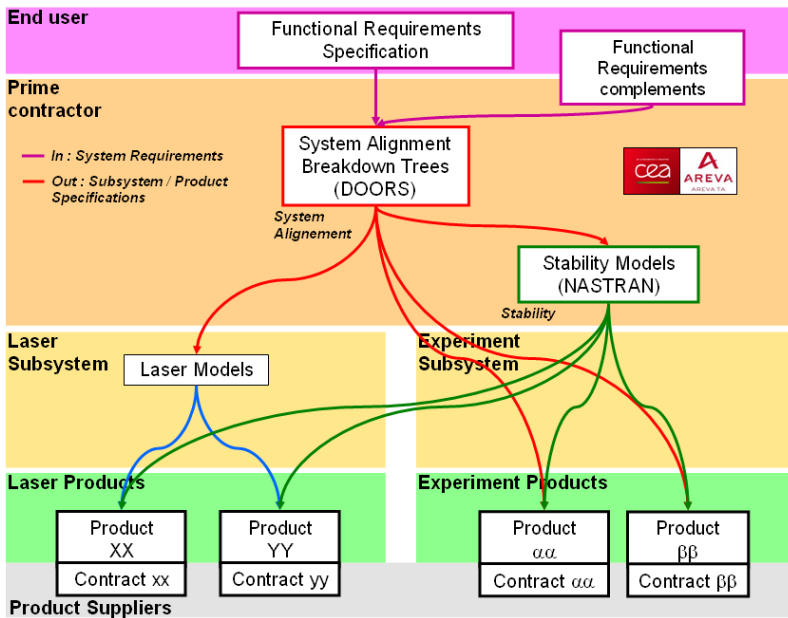 End user
Functional Requirements
Specification
Functional
Requirements
complements
Prime
contractor
In : System Requirements
Out : Subsystem / Product
Specifications
System Alignment
Breakdown Trees
(DOORS)
cea
A
AREVA
AREVA TA
System
Alignement
Stability Models
(NASTRAN)
Stability
Laser
Subsystem
Laser Models
Experiment
Subsystem
Laser Products
Experiment Products
Product
XX
Contract xx
Product
YY
Contract yy
Product
αα
Contract αα
Product
ββ
Contract ββ
Product Suppliers